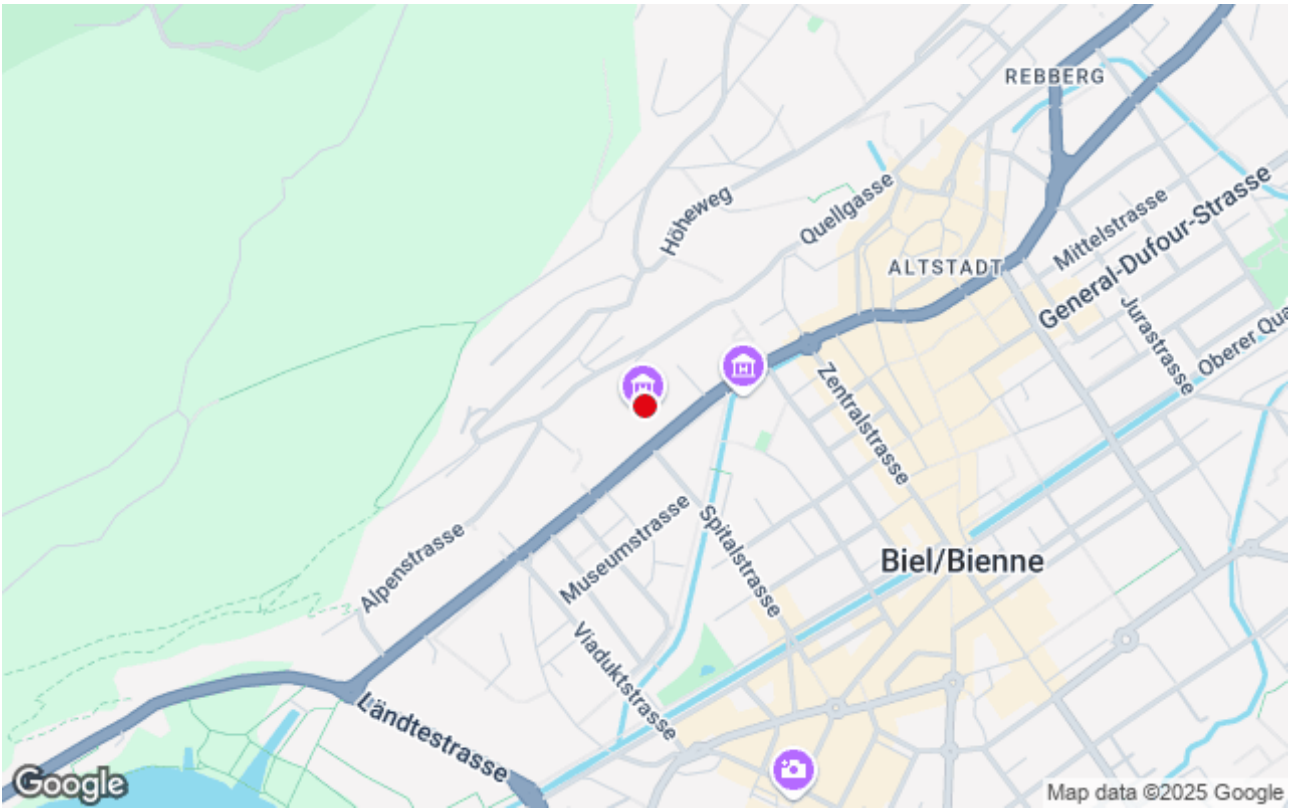 REBBERG
Höheweg
Quellgasse
Mittelstrasse
General-Dufour-Strasse
ALTSTADT
Jurastrasse
Oberer Qua
Zentralstrasse
Museumstrasse
Spitalstrasse
Biel/Bienne
Alpenstrasse
Viaduktstrasse
Ländtestrasse
Google
Map data ©2025 Google